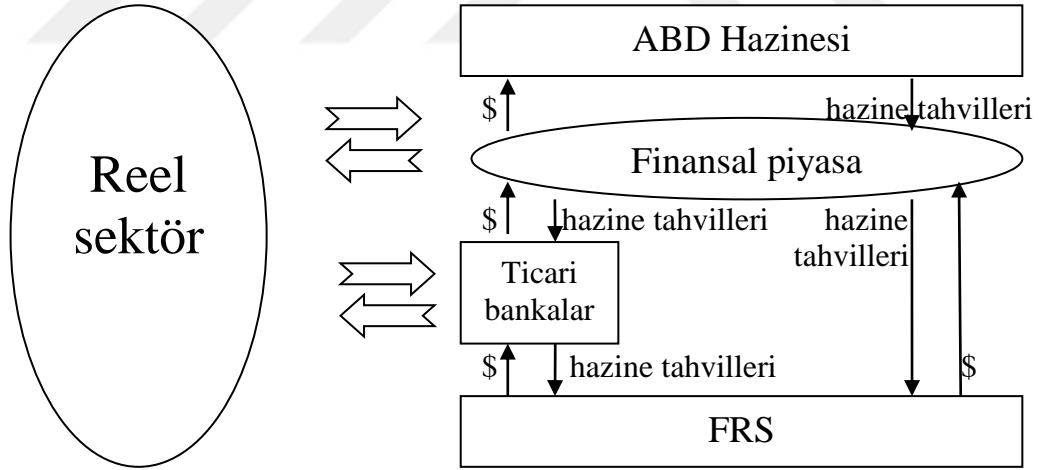 Reel
sektör
ABD Hazinesi
$
hazine tahvilleri
Finansal piyasa
$
hazine tahvilleri
hazine
tahvilleri
Ticari
bankalar
$
hazine tahvilleri
$
FRS